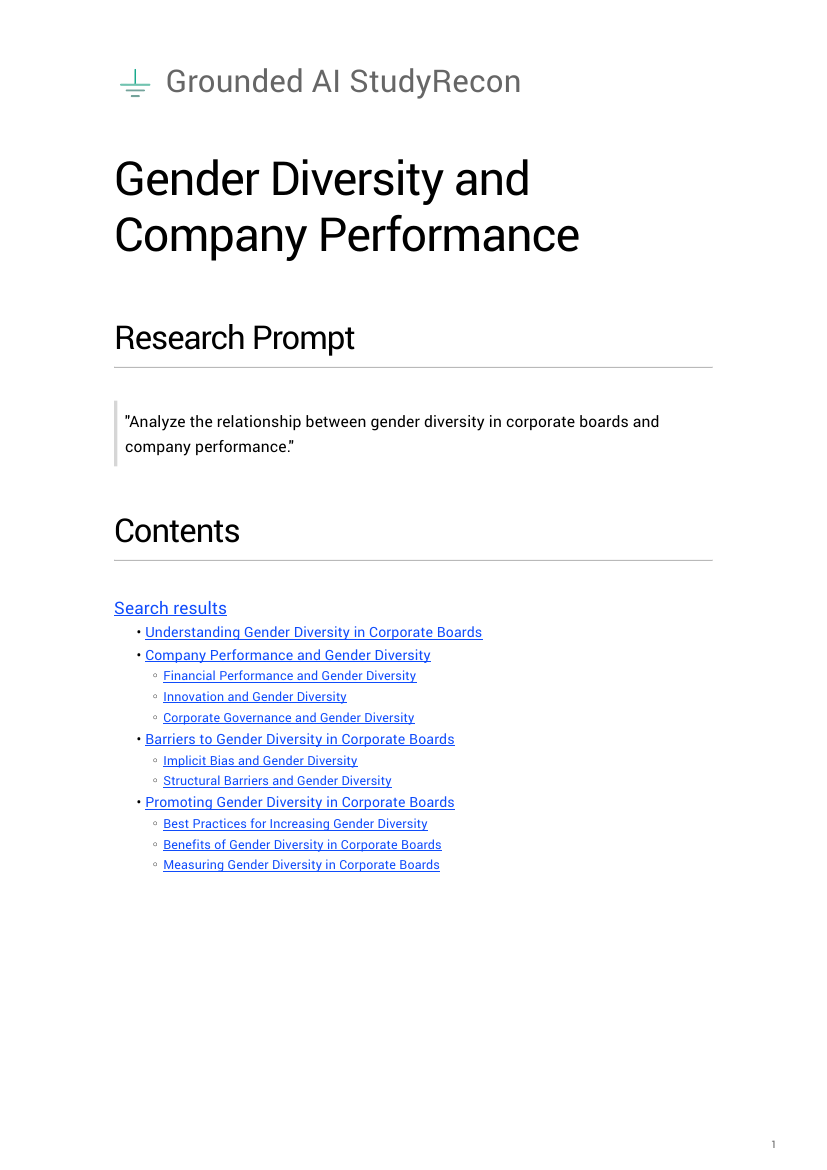 Grounded AI StudyRecon
Gender Diversity and
Company Performance
Research Prompt
"Analyze the relationship between gender diversity in corporate boards and
company performance."
Contents
Search results
• Understanding Gender Diversity in Corporate Boards
• Company Performance and Gender Diversity
◦ Financial Performance and Gender Diversity
◦ Innovation and Gender Diversity
◦ Corporate Governance and Gender Diversity
• Barriers to Gender Diversity in Corporate Boards
◦ Implicit Bias and Gender Diversity
◦ Structural Barriers and Gender Diversity
• Promoting Gender Diversity in Corporate Boards
◦ Best Practices for Increasing Gender Diversity
◦ Benefits of Gender Diversity in Corporate Boards
◦ Measuring Gender Diversity in Corporate Boards
1